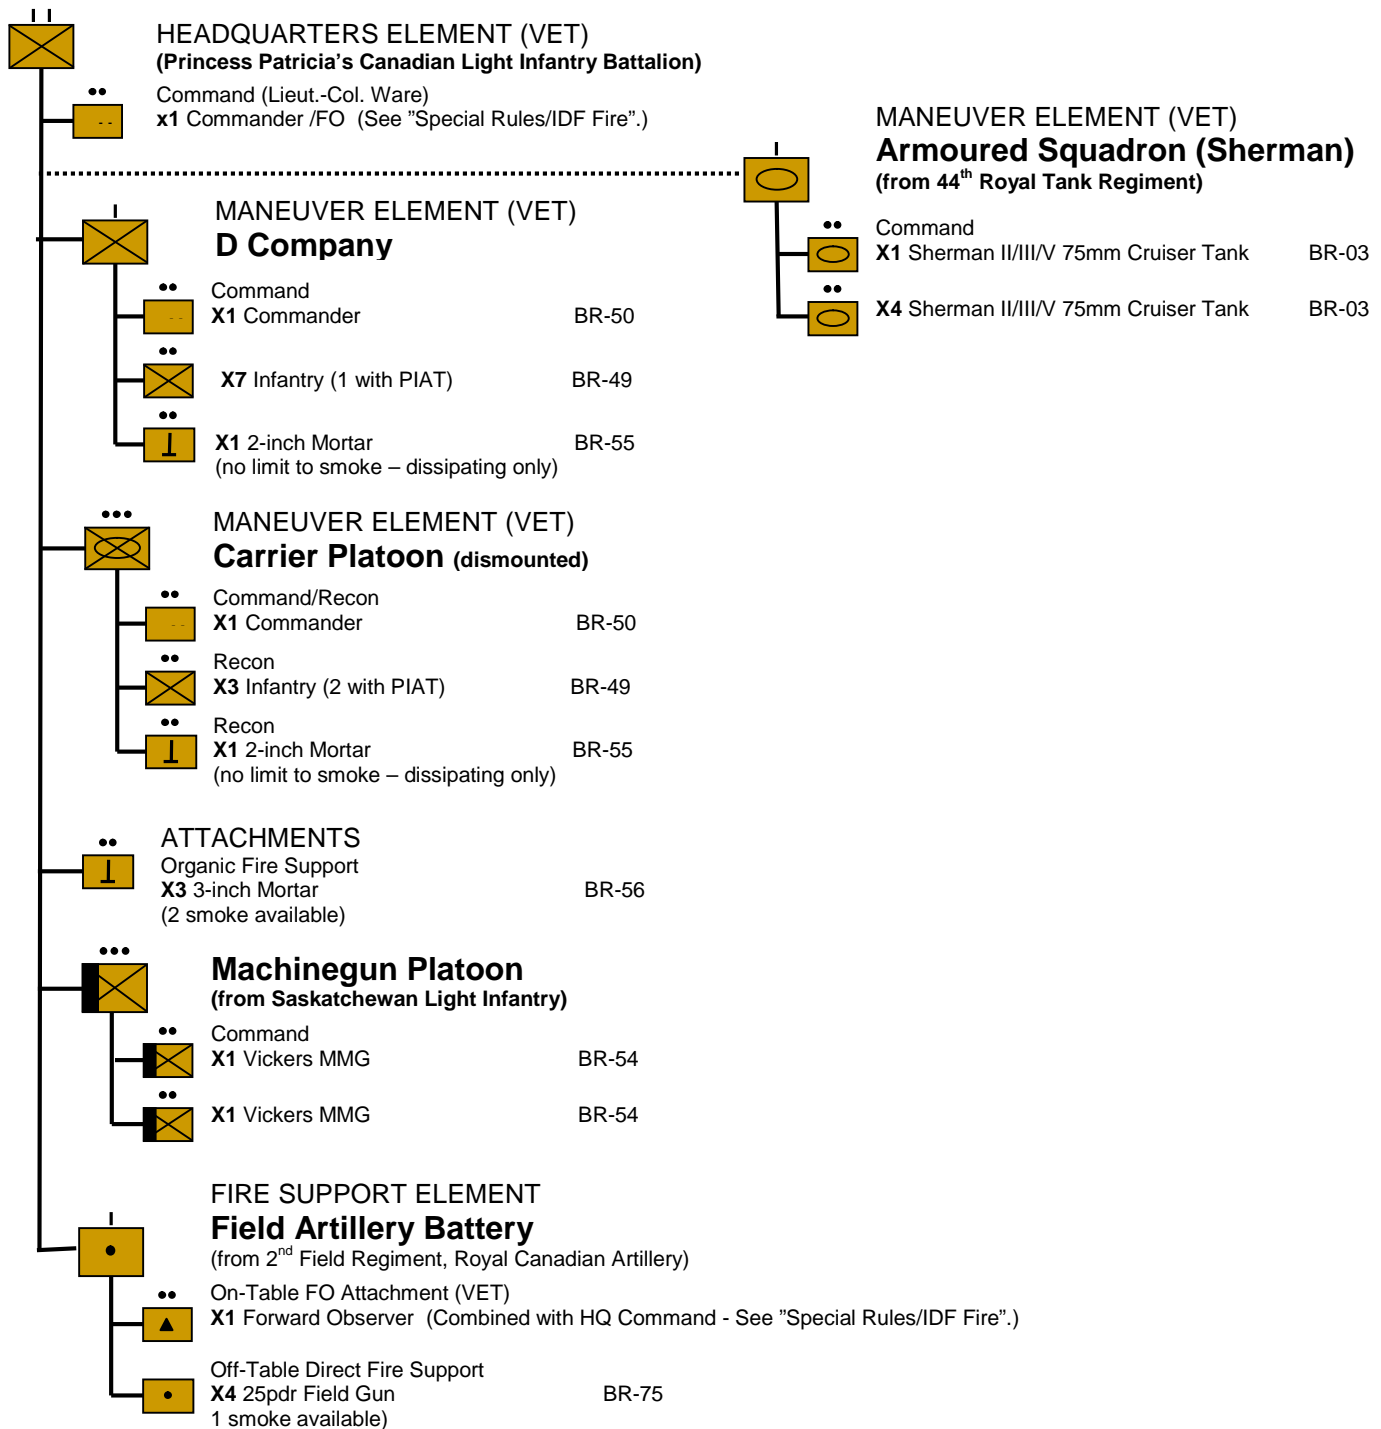 HEADQUARTERS ELEMENT (VET)
(Princess Patricia's Canadian Light Infantry Battalion)
Command (Lieut.-Col. Ware)
x1 Commander /FO (See "Special Rules/IDF Fire".)
MANEUVER ELEMENT (VET)
Armoured Squadron (Sherman)
(from 44th Royal Tank Regiment)
Command
X1 Sherman II/III/V 75mm Cruiser Tank BR-03
X4 Sherman II/III/V 75mm Cruiser Tank BR-03
MANEUVER ELEMENT (VET)
D Company
Command
X1 Commander BR-50
X7 Infantry (1 with PIAT) BR-49
X1 2-inch Mortar BR-55
(no limit to smoke – dissipating only)
MANEUVER ELEMENT (VET)
Carrier Platoon (dismounted)
Command/Recon
X1 Commander BR-50
Recon
X3 Infantry (2 with PIAT) BR-49
Recon
X1 2-inch Mortar BR-55
(no limit to smoke – dissipating only)
ATTACHMENTS
Organic Fire Support
X3 3-inch Mortar BR-56
(2 smoke available)
Machinegun Platoon
(from Saskatchewan Light Infantry)
Command
X1 Vickers MMG BR-54
X1 Vickers MMG BR-54
FIRE SUPPORT ELEMENT
Field Artillery Battery
(from 2nd Field Regiment, Royal Canadian Artillery)
On-Table FO Attachment (VET)
X1 Forward Observer (Combined with HQ Command - See "Special Rules/IDF Fire".)
Off-Table Direct Fire Support
X4 25pdr Field Gun BR-75
1 smoke available)